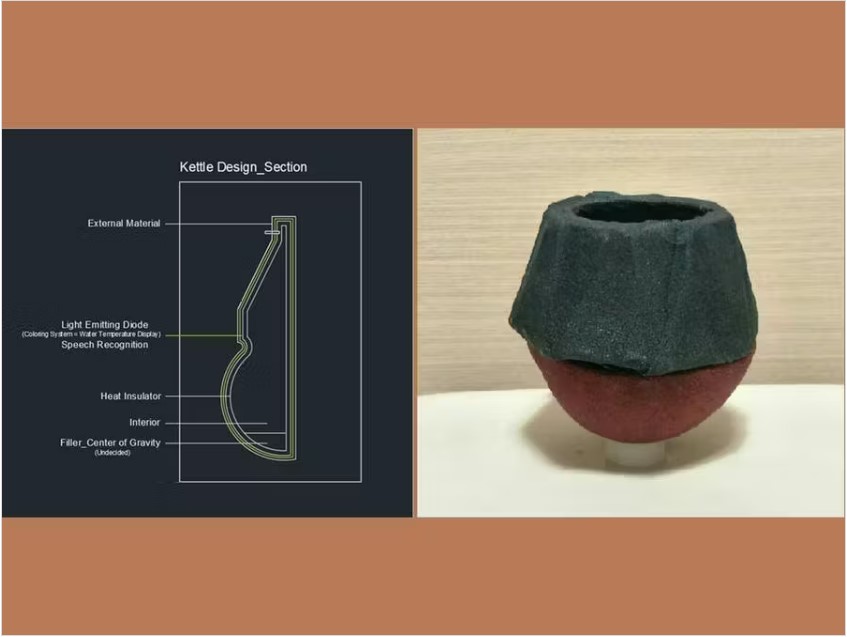 Kettle Design_Section
External Material
Light Emitting Diode
(Coloring System = Water Temperature Display)
Speech Recognition
Heat Insulator
Interior
Filler_Center of Gravity
(Undecided)